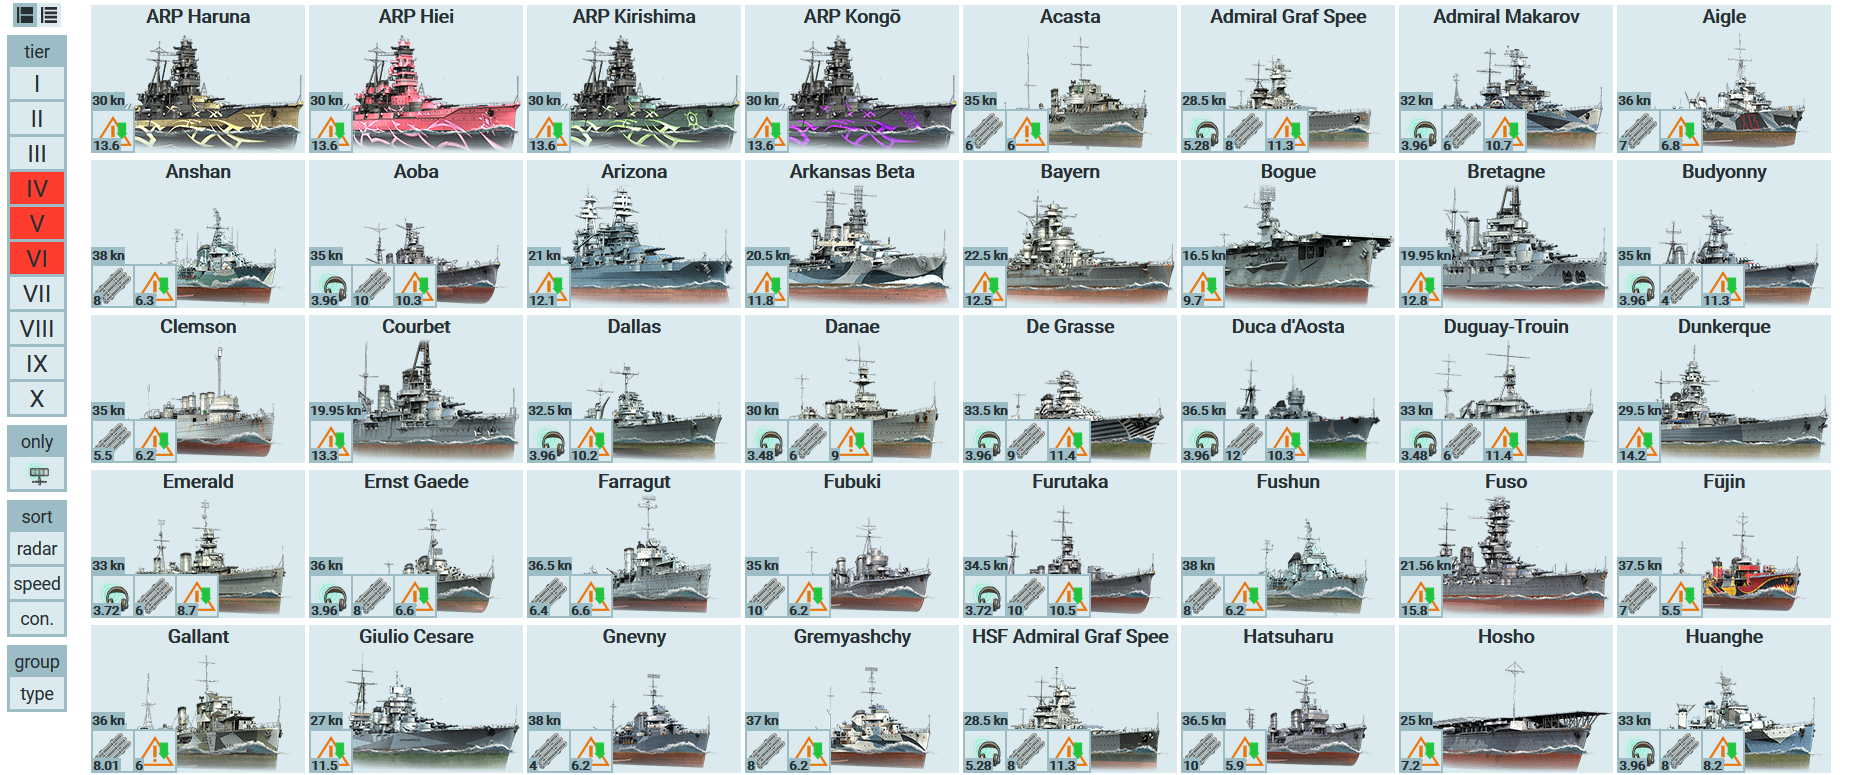 tier
I
II
III
IV
V
VI
VII
VIII
IX
X
only
sort
radar
speed
con.
group
type
ARP Haruna
30 kn
13.6
ARP Hiei
30 kn
13.6
ARP Kirishima
30 kn
13.6
ARP Kongō
30 kn
13.6
Acasta
35 kn
6 6
Admiral Graf Spee
28.5 kn
5.28 8 11.3
Admiral Makarov
32 kn
3.96 6 10.7
Aigle
36 kn
7 6.8
Anshan
38 kn
8 6.3
Aoba
35 kn
3.96 10 10.3
Arizona
21 kn
12.1
Arkansas Beta
20.5 kn
11.8
Bayern
22.5 kn
12.5
Bogue
16.5 kn
9.7
Bretagne
19.95 kn
12.8
Budyonny
35 kn
3.96 4 11.3
Clemson
35 kn
5.5 6.2
Courbet
19.95 kn
13.3
Dallas
32.5 kn
3.96 10.2
Danae
30 kn
3.48 6 9
De Grasse
33.5 kn
3.96 9 11.4
Duca d'Aosta
36.5 kn
3.96 12 10.3
Duguay-Trouin
33 kn
3.48 6 11.4
Dunkerque
29.5 kn
14.2
Emerald
33 kn
3.72 6 8.7
Ernst Gaede
36 kn
3.96 8 6.6
Farragut
36.5 kn
6.4 6.6
Fubuki
35 kn
10 6.2
Furutaka
34.5 kn
3.72 10 10.5
Fushun
38 kn
8 6.2
Fuso
21.56 kn
15.8
Fūjin
37.5 kn
7 5.5
Gallant
36 kn
8.01 6
Giulio Cesare
27 kn
11.5
Gnevny
38 kn
4 6.2
Gremyashchy
37 kn
8 6.2
HSF Admiral Graf Spee
28.5 kn
5.28 8 11.3
Hatsuharu
36.5 kn
10 5.9
Hosho
25 kn
7.2
Huanghe
33 kn
3.96 8 8.2